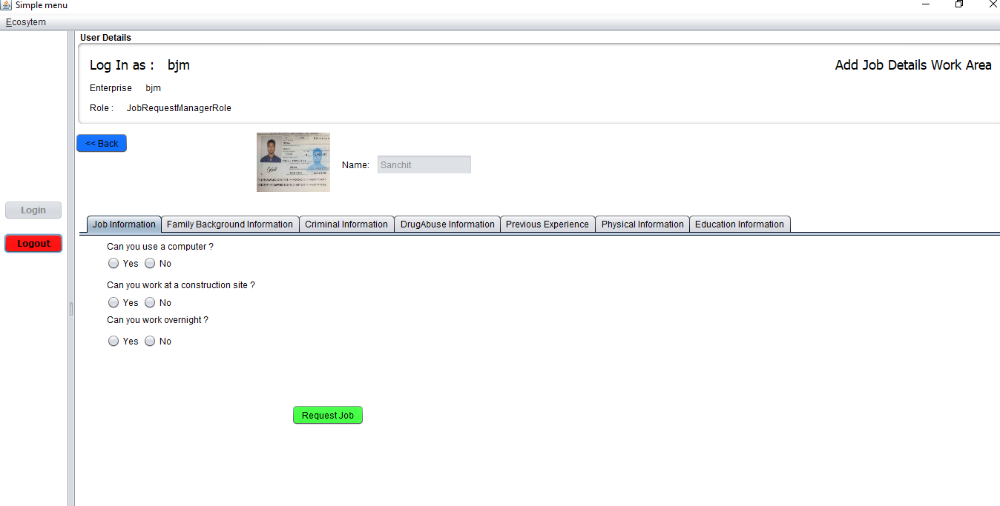 Simple menu
Ecosytem
User Details
Log In as : bjm
Add Job Details Work Area
Enterprise bjm
Role : JobRequestManagerRole
<< Back
Name: Sanchit
Login
Logout
Job Information Family Background Information Criminal Information DrugAbuse Information Previous Experience Physical Information Education Information
Can you use a computer ?
Yes No
Can you work at a construction site ?
Yes No
Can you work overnight ?
Yes No
Request Job